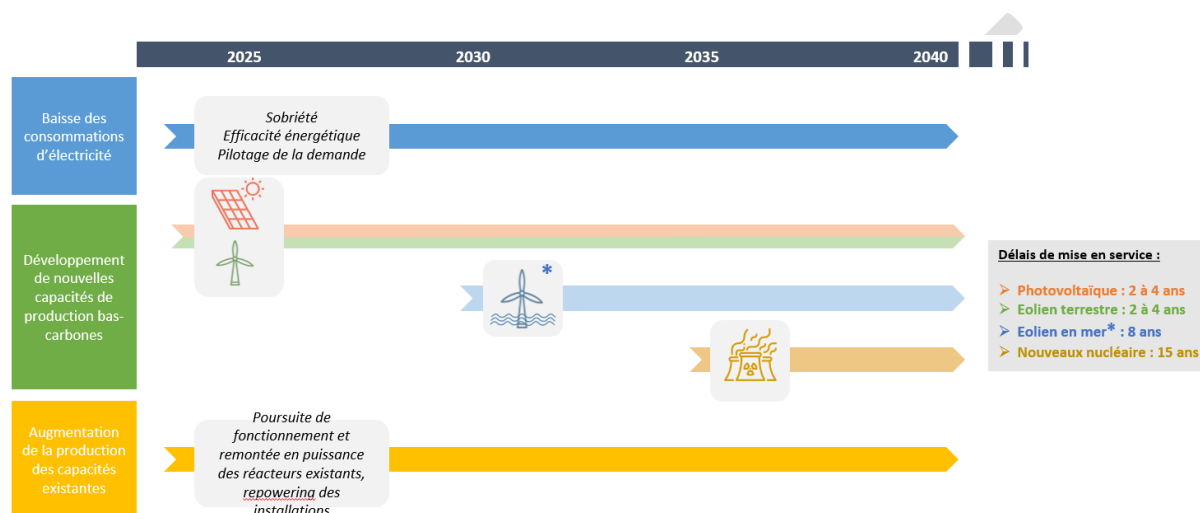 2025 2030 2035 2040
Baisse des
consommations
d'électricité
Sobriété
Efficacité énergétique
Pilotage de la demande
Développement
de nouvelles
capacités de
production bas-
carbones
*
Délais de mise en service :
➢ Photovoltaïque : 2 à 4 ans
➢ Eolien terrestre : 2 à 4 ans
➢ Eolien en mer* : 8 ans
➢ Nouveaux nucléaire : 15 ans
Augmentation
de la production
des capacités
existantes
Poursuite de
fonctionnement et
remontée en puissance
des réacteurs existants,
repowering des
installations